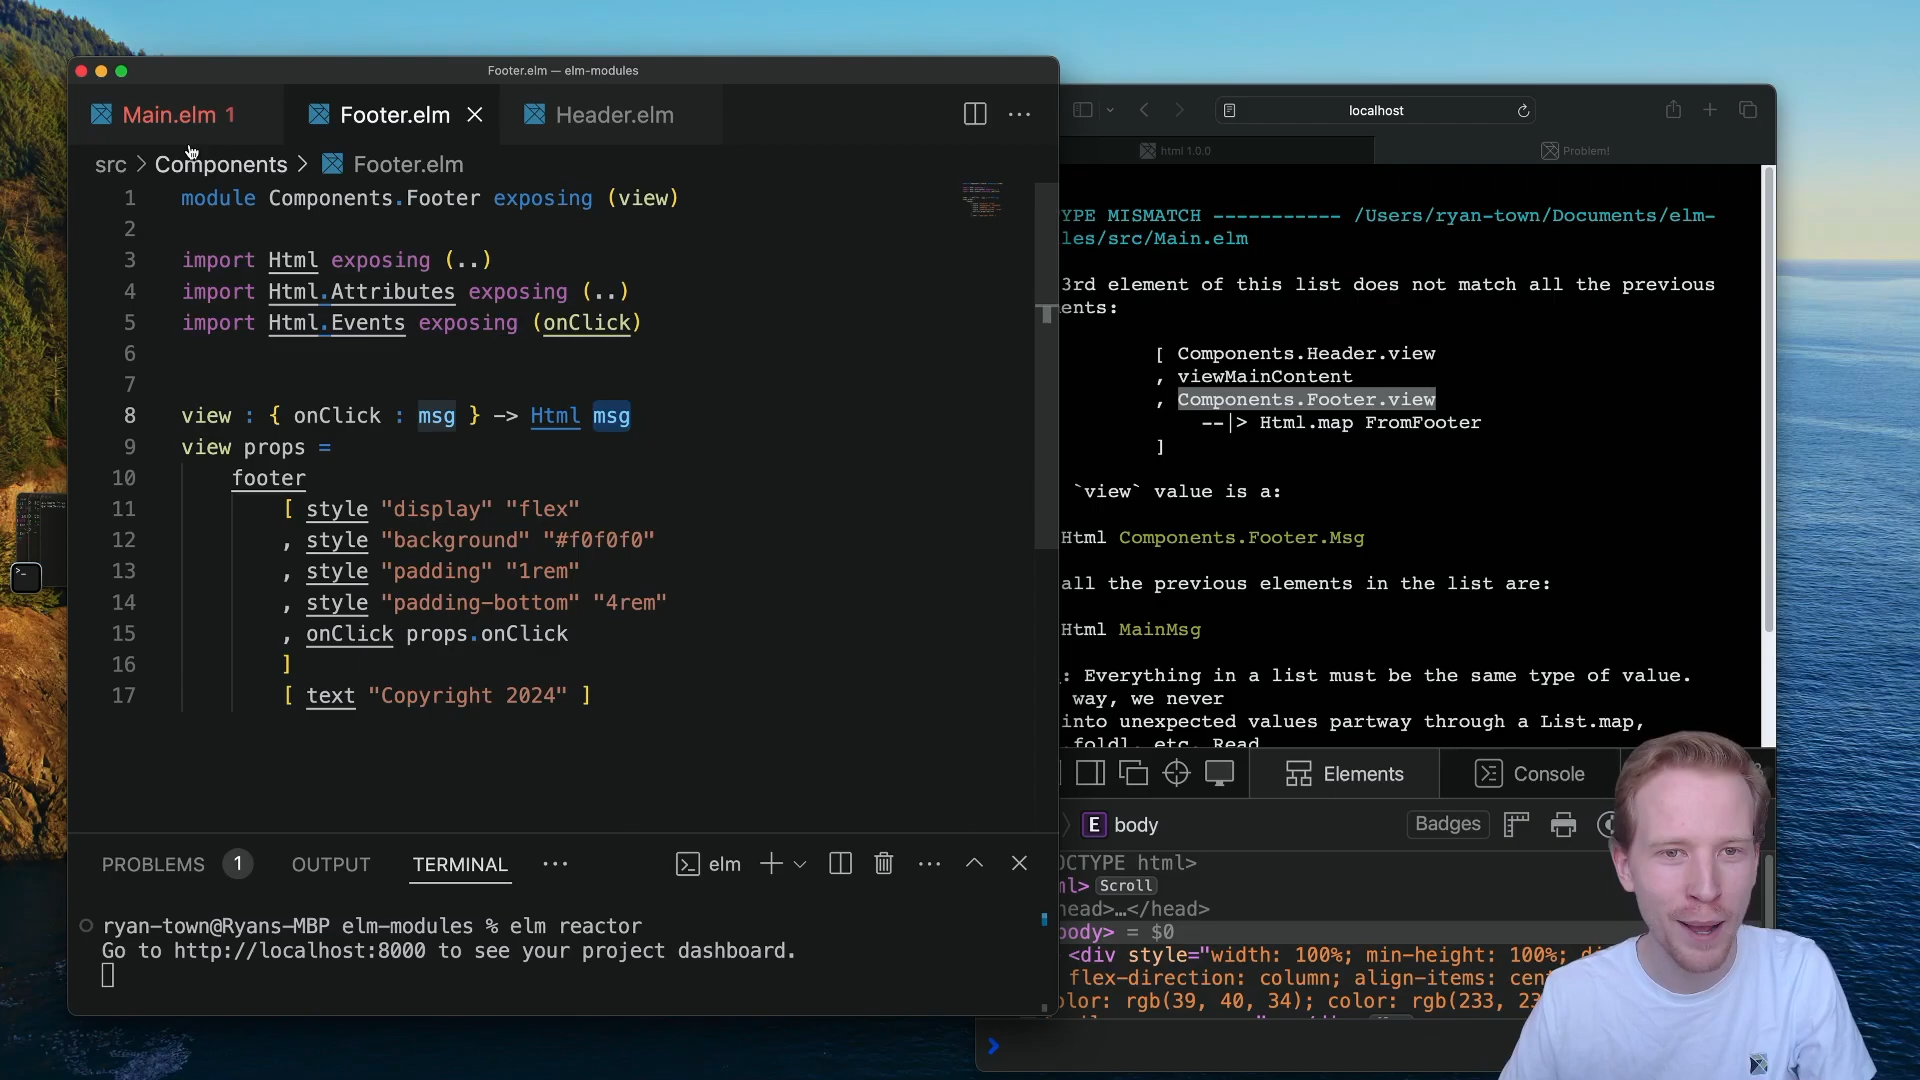 Footer.elm — elm-modules
Main.elm 1
Footer.elm
Header.elm
src > Components > Footer.elm
1 module Components.Footer exposing (view)
2
3 import Html exposing (..)
4 import Html.Attributes exposing (..)
5 import Html.Events exposing (onClick)
6
7
8 view : { onClick : msg } -> Html msg
9 view props =
10 footer
11 [ style "display" "flex"
12 , style "background" "#f0f0f0"
13 , style "padding" "1rem"
14 , style "padding-bottom" "4rem"
15 , onClick props.onClick
16 ]
17 [ text "Copyright 2024" ]
PROBLEMS 1 OUTPUT TERMINAL ... elm
ryan-town@Ryans-MBP elm-modules % elm reactor
Go to http://localhost:8000 to see your project dashboard.
localhost
html 1.0.0
Problem!
YPE MISMATCH ----------- /Users/ryan-town/Documents/elm-
les/src/Main.elm
3rd element of this list does not match all the previous
ents:
[ Components.Header.view
, viewMainContent
, Components.Footer.view
--|> Html.map FromFooter
]
`view` value is a:
Html Components.Footer.Msg
all the previous elements in the list are:
Html MainMsg
: Everything in a list must be the same type of value.
way, we never
into unexpected values partway through a List.map,
.foldl, etc. Read
Elements
Console
E body
Badges
OCTYPE html>
ml> Scroll
head>…</head>
body> = $0
<div style="width: 100%; min-height: 100%; di
flex-direction: column; align-items: cen
olor: rgb(39, 40, 34); color: rgb(233, 23